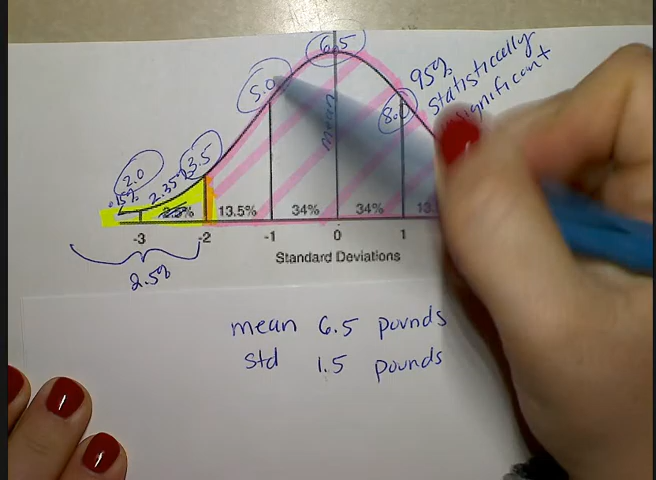 6.5
5.0
95%
statistically
significant
8.0
mean
3.5
2.0
.15%
2.35%
13.5% 34% 34% 13.
-3 -2 -1 0 1
Standard Deviations
2.5%
mean 6.5 pounds
std 1.5 pounds